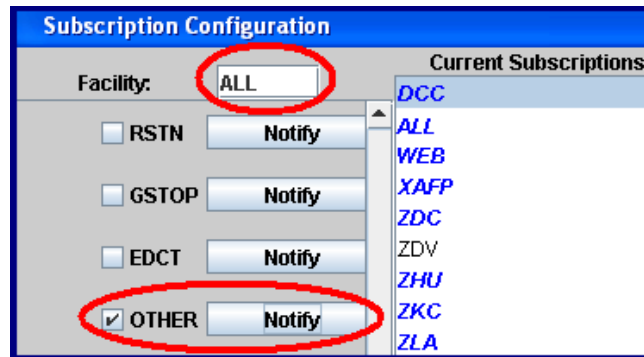 Subscription Configuration
Facility:
ALL
RSTN Notify
GSTOP Notify
EDCT Notify
OTHER Notify
Current Subscriptions
DCC
ALL
WEB
XAFP
ZDC
ZDV
ZHU
ZKC
ZLA